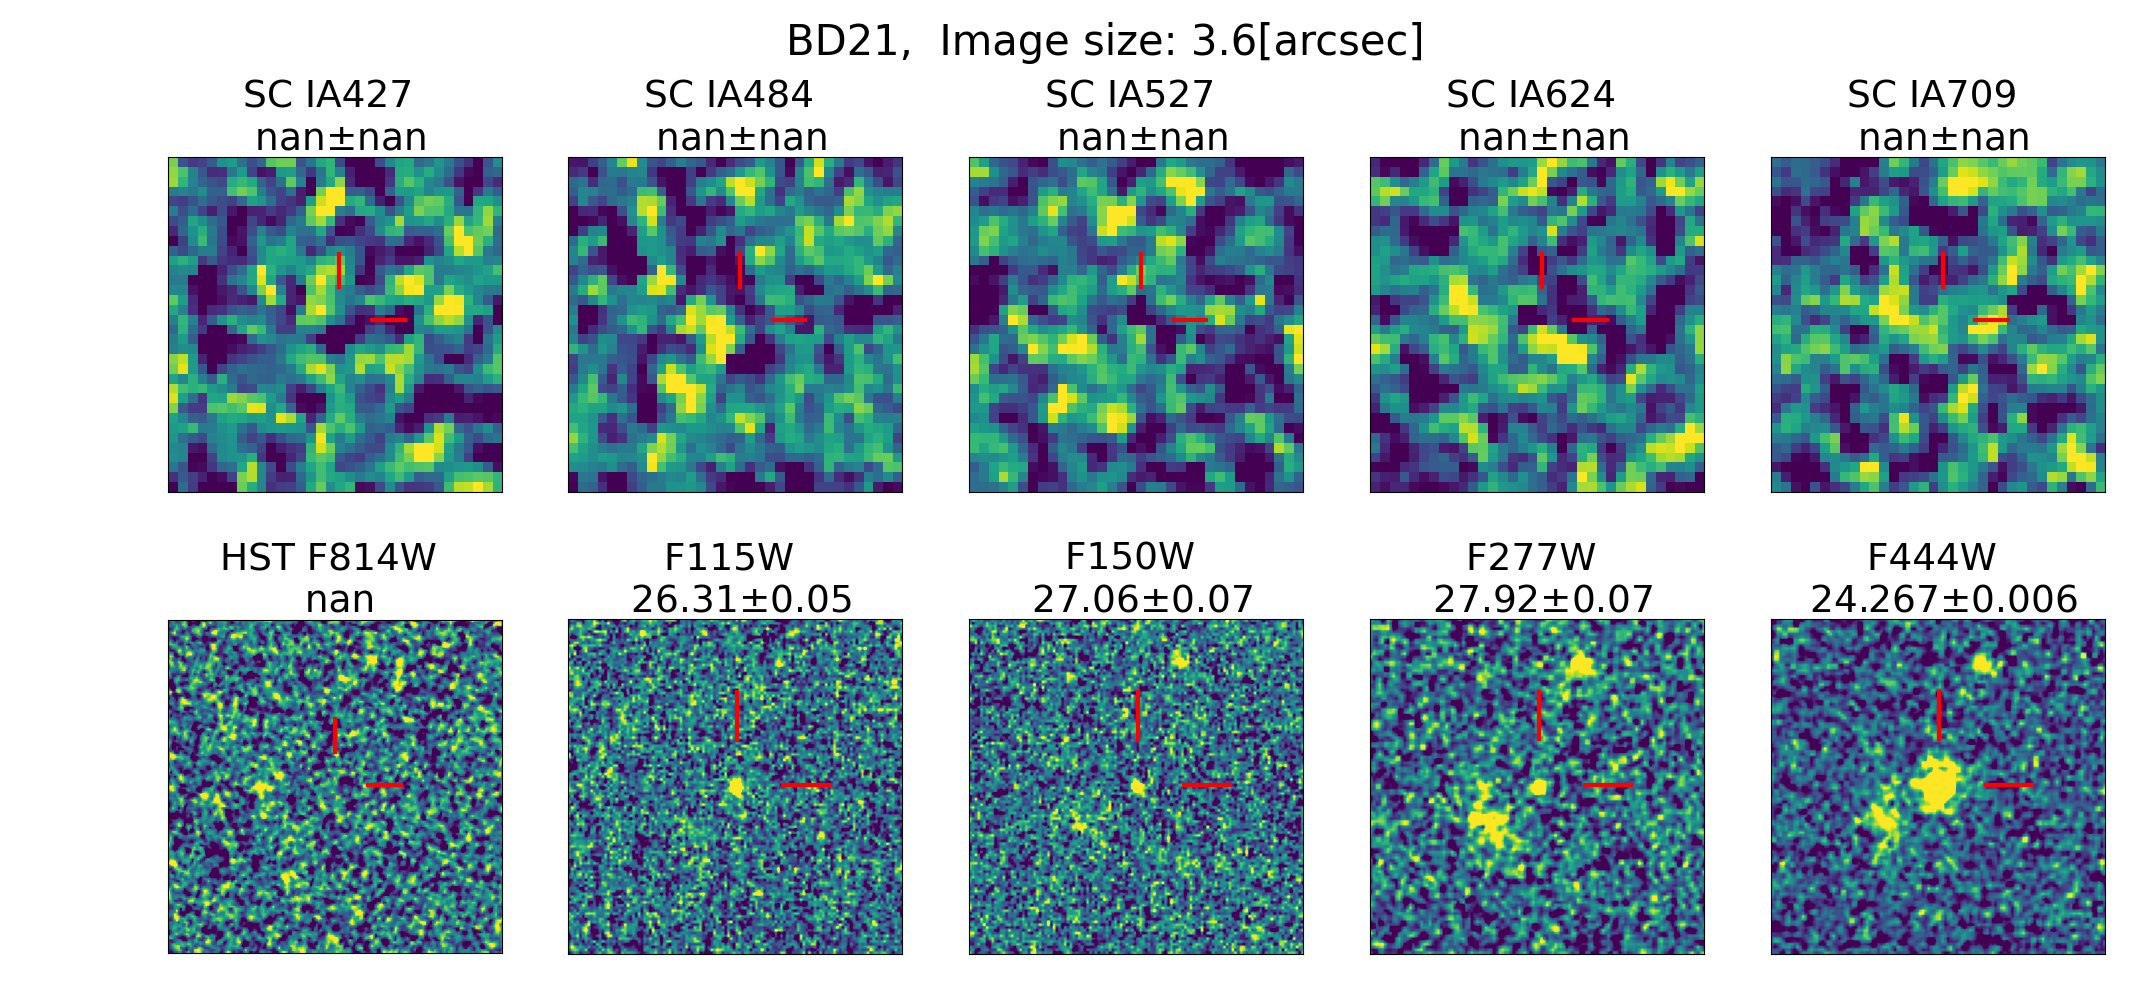 BD21,  Image size: 3.6[arcsec]
SC IA427
nan±nan
SC IA484
nan±nan
SC IA527
nan±nan
SC IA624
nan±nan
SC IA709
nan±nan
HST F814W
nan
F115W
26.31±0.05
F150W
27.06±0.07
F277W
27.92±0.07
F444W
24.267±0.006